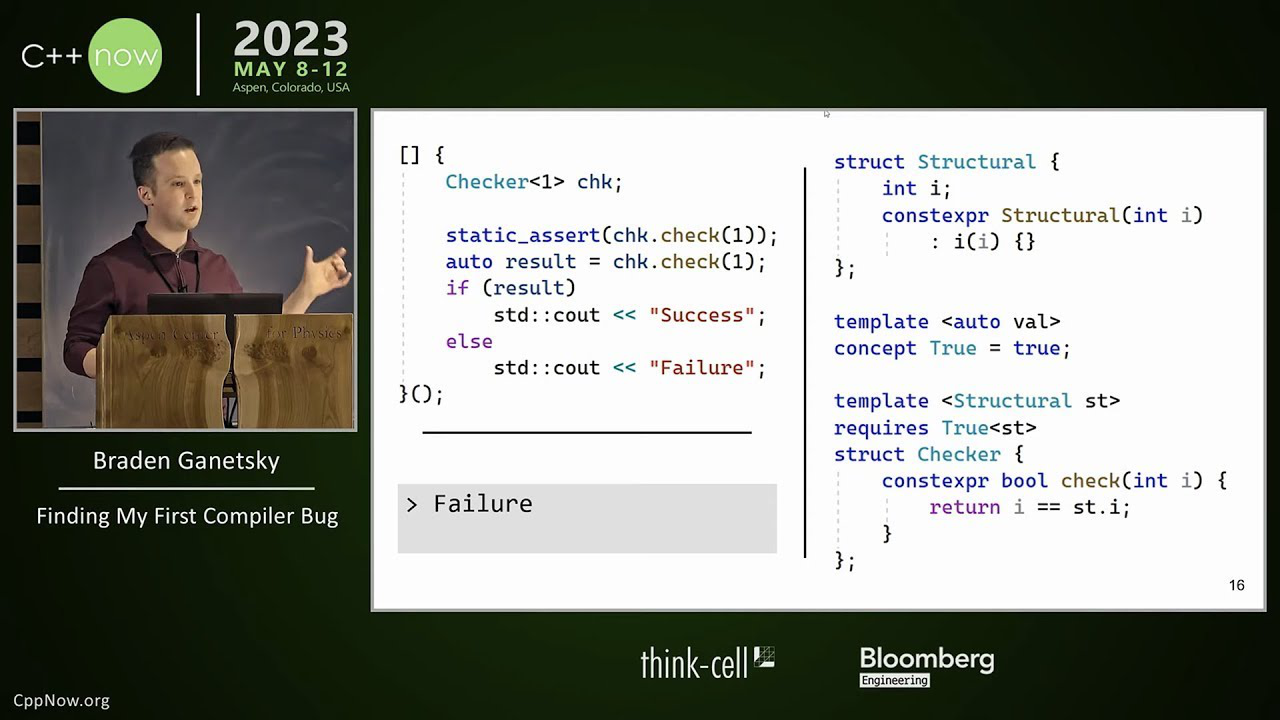 C++ now
2023
MAY 8-12
Aspen, Colorado, USA
Aspen Center for Physics
Braden Ganetsky
Finding My First Compiler Bug
[] {
    Checker<1> chk;

    static_assert(chk.check(1));
    auto result = chk.check(1);
    if (result)
        std::cout << "Success";
    else
        std::cout << "Failure";
}();
> Failure
struct Structural {
    int i;
    constexpr Structural(int i)
        : i(i) {}
};

template <auto val>
concept True = true;

template <Structural st>
requires True<st>
struct Checker {
    constexpr bool check(int i) {
        return i == st.i;
    }
};
16
think-cell
Bloomberg
Engineering
CppNow.org